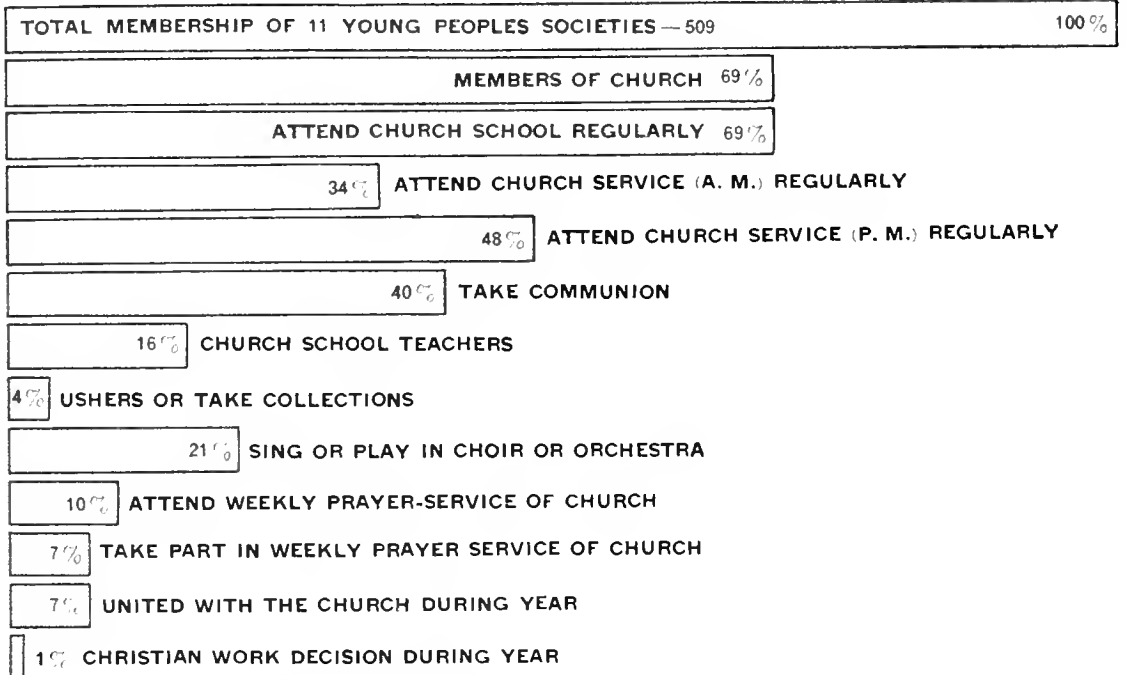 TOTAL MEMBERSHIP OF 11 YOUNG PEOPLES SOCIETIES—509 100%
MEMBERS OF CHURCH 69%
ATTEND CHURCH SCHOOL REGULARLY 69%
34% ATTEND CHURCH SERVICE (A. M.) REGULARLY
48% ATTEND CHURCH SERVICE (P. M.) REGULARLY
40% TAKE COMMUNION
16% CHURCH SCHOOL TEACHERS
4% USHERS OR TAKE COLLECTIONS
21% SING OR PLAY IN CHOIR OR ORCHESTRA
10% ATTEND WEEKLY PRAYER-SERVICE OF CHURCH
7% TAKE PART IN WEEKLY PRAYER SERVICE OF CHURCH
7% UNITED WITH THE CHURCH DURING YEAR
1% CHRISTIAN WORK DECISION DURING YEAR